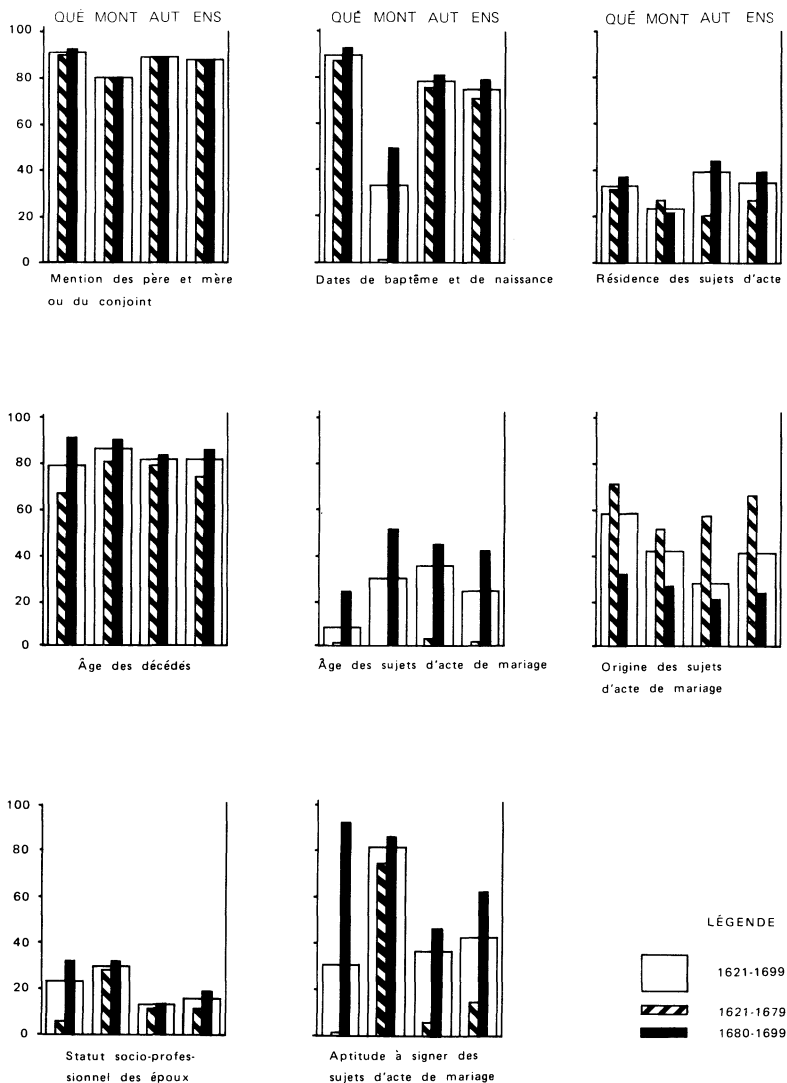 QUÉ MONT AUT ENS
QUÉ MONT AUT ENS
QUÉ MONT AUT ENS
100
80
60
40
20
0
Mention des père et mère
ou du conjoint
Dates de baptême et de naissance
Résidence des sujets d'acte
100
80
60
40
20
0
Âge des décédés
Âge des sujets d'acte de mariage
Origine des sujets
d'acte de mariage
100
80
60
40
20
0
Statut socio-profes-
sionnel des époux
Aptitude à signer des
sujets d'acte de mariage
LÉGENDE
1621-1699
1621-1679
1680-1699